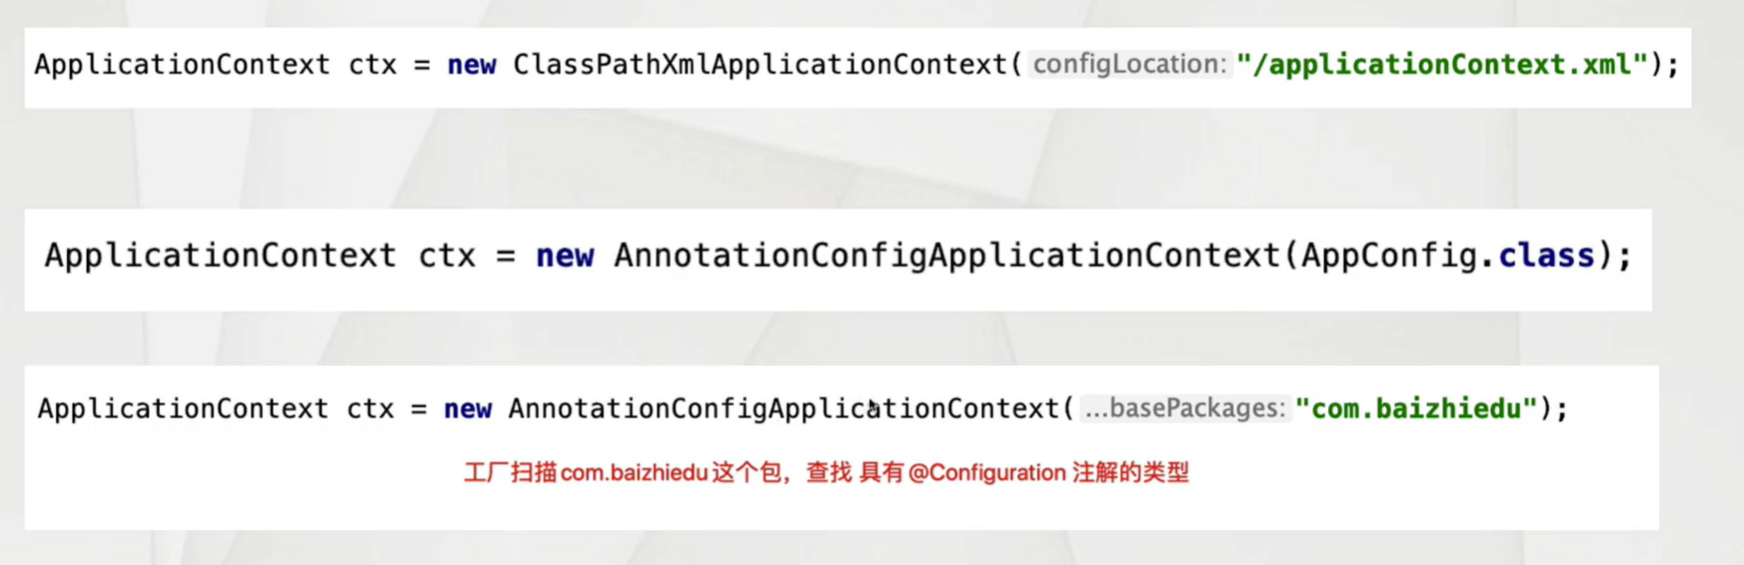 ApplicationContext ctx = new ClassPathXmlApplicationContext( configLocation: "/applicationContext.xml");
ApplicationContext ctx = new AnnotationConfigApplicationContext(AppConfig.class);
ApplicationContext ctx = new AnnotationConfigApplicationContext( ...basePackages: "com.baizhiedu");
工厂扫描com.baizhiedu这个包，查找 具有@Configuration 注解的类型